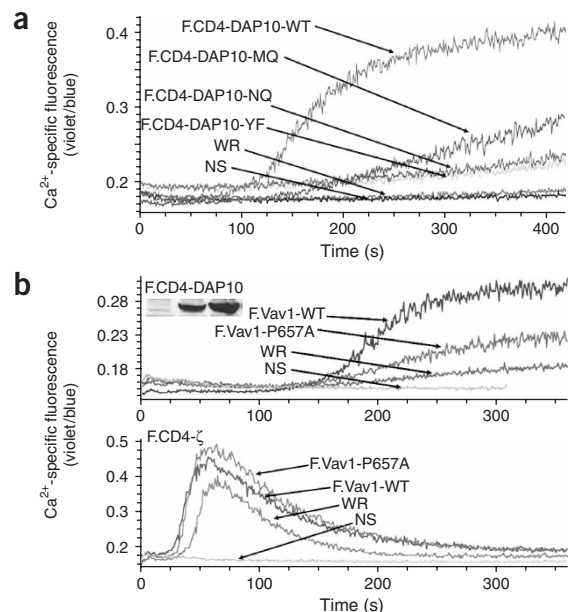 a
Ca2+-specific fluorescence
(violet/blue)
0.4
0.3
0.2
F.CD4-DAP10-WT
F.CD4-DAP10-MQ
F.CD4-DAP10-NQ
F.CD4-DAP10-YF
WR
NS
0 100 200 300 400
Time (s)
b
Ca2+-specific fluorescence
(violet/blue)
F.CD4-DAP10
0.28
0.23
0.18
F.Vav1-WT
F.Vav1-P657A
WR
NS
0 100 200 300
F.CD4-ζ
0.5
0.4
0.3
0.2
F.Vav1-P657A
F.Vav1-WT
WR
NS
0 100 200 300
Time (s)